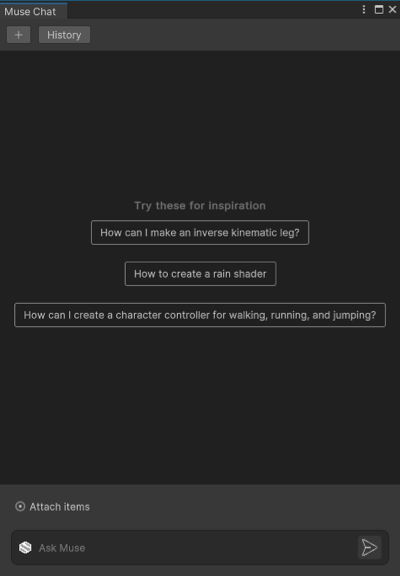 Muse Chat
+ History
Try these for inspiration
How can I make an inverse kinematic leg?
How to create a rain shader
How can I create a character controller for walking, running, and jumping?
Attach items
Ask Muse